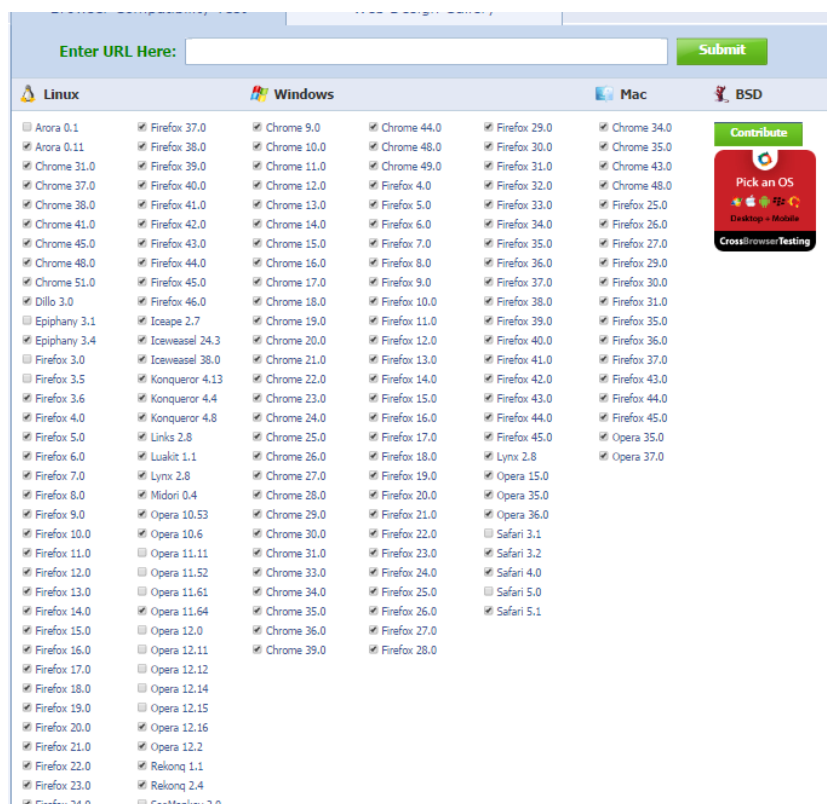 Browser Compatibility Test
Web Design Gallery
Enter URL Here:
Submit
Linux
Windows
Mac
BSD
Arora 0.1
Arora 0.11
Chrome 31.0
Chrome 37.0
Chrome 38.0
Chrome 41.0
Chrome 45.0
Chrome 48.0
Chrome 51.0
Dillo 3.0
Epiphany 3.1
Epiphany 3.4
Firefox 3.0
Firefox 3.5
Firefox 3.6
Firefox 4.0
Firefox 5.0
Firefox 6.0
Firefox 7.0
Firefox 8.0
Firefox 9.0
Firefox 10.0
Firefox 11.0
Firefox 12.0
Firefox 13.0
Firefox 14.0
Firefox 15.0
Firefox 16.0
Firefox 17.0
Firefox 18.0
Firefox 19.0
Firefox 20.0
Firefox 21.0
Firefox 22.0
Firefox 23.0
Firefox 24.0
Firefox 37.0
Firefox 38.0
Firefox 39.0
Firefox 40.0
Firefox 41.0
Firefox 42.0
Firefox 43.0
Firefox 44.0
Firefox 45.0
Firefox 46.0
Iceape 2.7
Iceweasel 24.3
Iceweasel 38.0
Konqueror 4.13
Konqueror 4.4
Konqueror 4.8
Links 2.8
Luakit 1.1
Lynx 2.8
Midori 0.4
Opera 10.53
Opera 10.6
Opera 11.11
Opera 11.52
Opera 11.61
Opera 11.64
Opera 12.0
Opera 12.11
Opera 12.12
Opera 12.14
Opera 12.15
Opera 12.16
Opera 12.2
Rekonq 1.1
Rekonq 2.4
SeaMonkey 2.0
Chrome 9.0
Chrome 10.0
Chrome 11.0
Chrome 12.0
Chrome 13.0
Chrome 14.0
Chrome 15.0
Chrome 16.0
Chrome 17.0
Chrome 18.0
Chrome 19.0
Chrome 20.0
Chrome 21.0
Chrome 22.0
Chrome 23.0
Chrome 24.0
Chrome 25.0
Chrome 26.0
Chrome 27.0
Chrome 28.0
Chrome 29.0
Chrome 30.0
Chrome 31.0
Chrome 33.0
Chrome 34.0
Chrome 35.0
Chrome 36.0
Chrome 39.0
Chrome 44.0
Chrome 48.0
Chrome 49.0
Firefox 4.0
Firefox 5.0
Firefox 6.0
Firefox 7.0
Firefox 8.0
Firefox 9.0
Firefox 10.0
Firefox 11.0
Firefox 12.0
Firefox 13.0
Firefox 14.0
Firefox 15.0
Firefox 16.0
Firefox 17.0
Firefox 18.0
Firefox 19.0
Firefox 20.0
Firefox 21.0
Firefox 22.0
Firefox 23.0
Firefox 24.0
Firefox 25.0
Firefox 26.0
Firefox 27.0
Firefox 28.0
Firefox 29.0
Firefox 30.0
Firefox 31.0
Firefox 32.0
Firefox 33.0
Firefox 34.0
Firefox 35.0
Firefox 36.0
Firefox 37.0
Firefox 38.0
Firefox 39.0
Firefox 40.0
Firefox 41.0
Firefox 42.0
Firefox 43.0
Firefox 44.0
Firefox 45.0
Lynx 2.8
Opera 15.0
Opera 35.0
Opera 36.0
Safari 3.1
Safari 3.2
Safari 4.0
Safari 5.0
Safari 5.1
Chrome 34.0
Chrome 35.0
Chrome 43.0
Chrome 48.0
Firefox 25.0
Firefox 26.0
Firefox 27.0
Firefox 29.0
Firefox 30.0
Firefox 31.0
Firefox 35.0
Firefox 36.0
Firefox 37.0
Firefox 43.0
Firefox 44.0
Firefox 45.0
Opera 35.0
Opera 37.0
Contribute
Pick an OS
Desktop + Mobile
CrossBrowserTesting